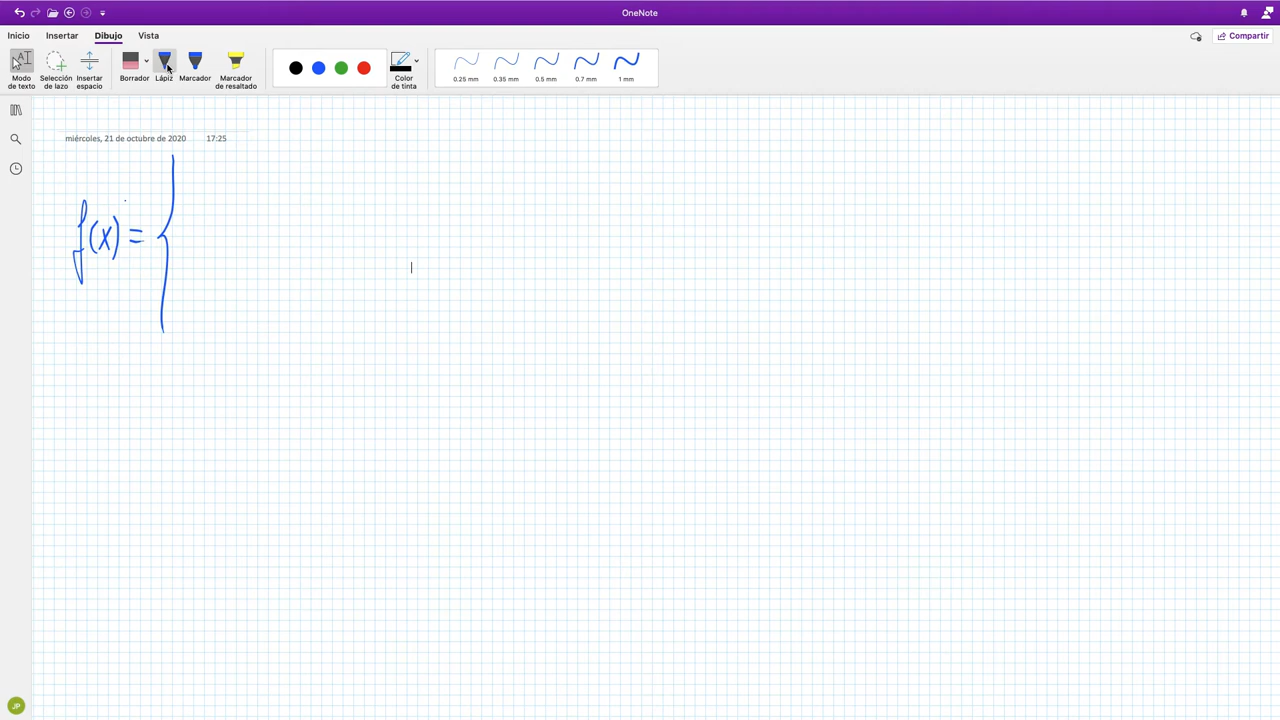 OneNote
Inicio Insertar Dibujo Vista
Compartir
Modo de texto
Selección de lazo
Insertar espacio
Borrador
Lápiz
Marcador
Marcador de resaltado
Color de tinta
0.25 mm 0.35 mm 0.5 mm 0.7 mm 1 mm
miércoles, 21 de octubre de 2020 17:25
f(x) = {
JP